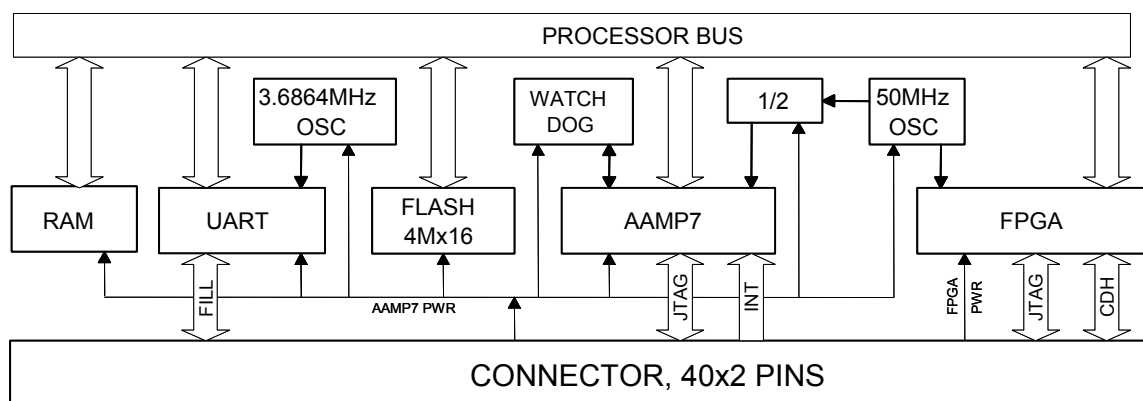 PROCESSOR BUS
3.6864MHz
OSC
WATCH
DOG
1/2
50MHz
OSC
RAM
UART
FLASH
4Mx16
AAMP7
FPGA
FILL
AAMP7 PWR
JTAG
INT
FPGA
PWR
JTAG
CDH
CONNECTOR, 40x2 PINS